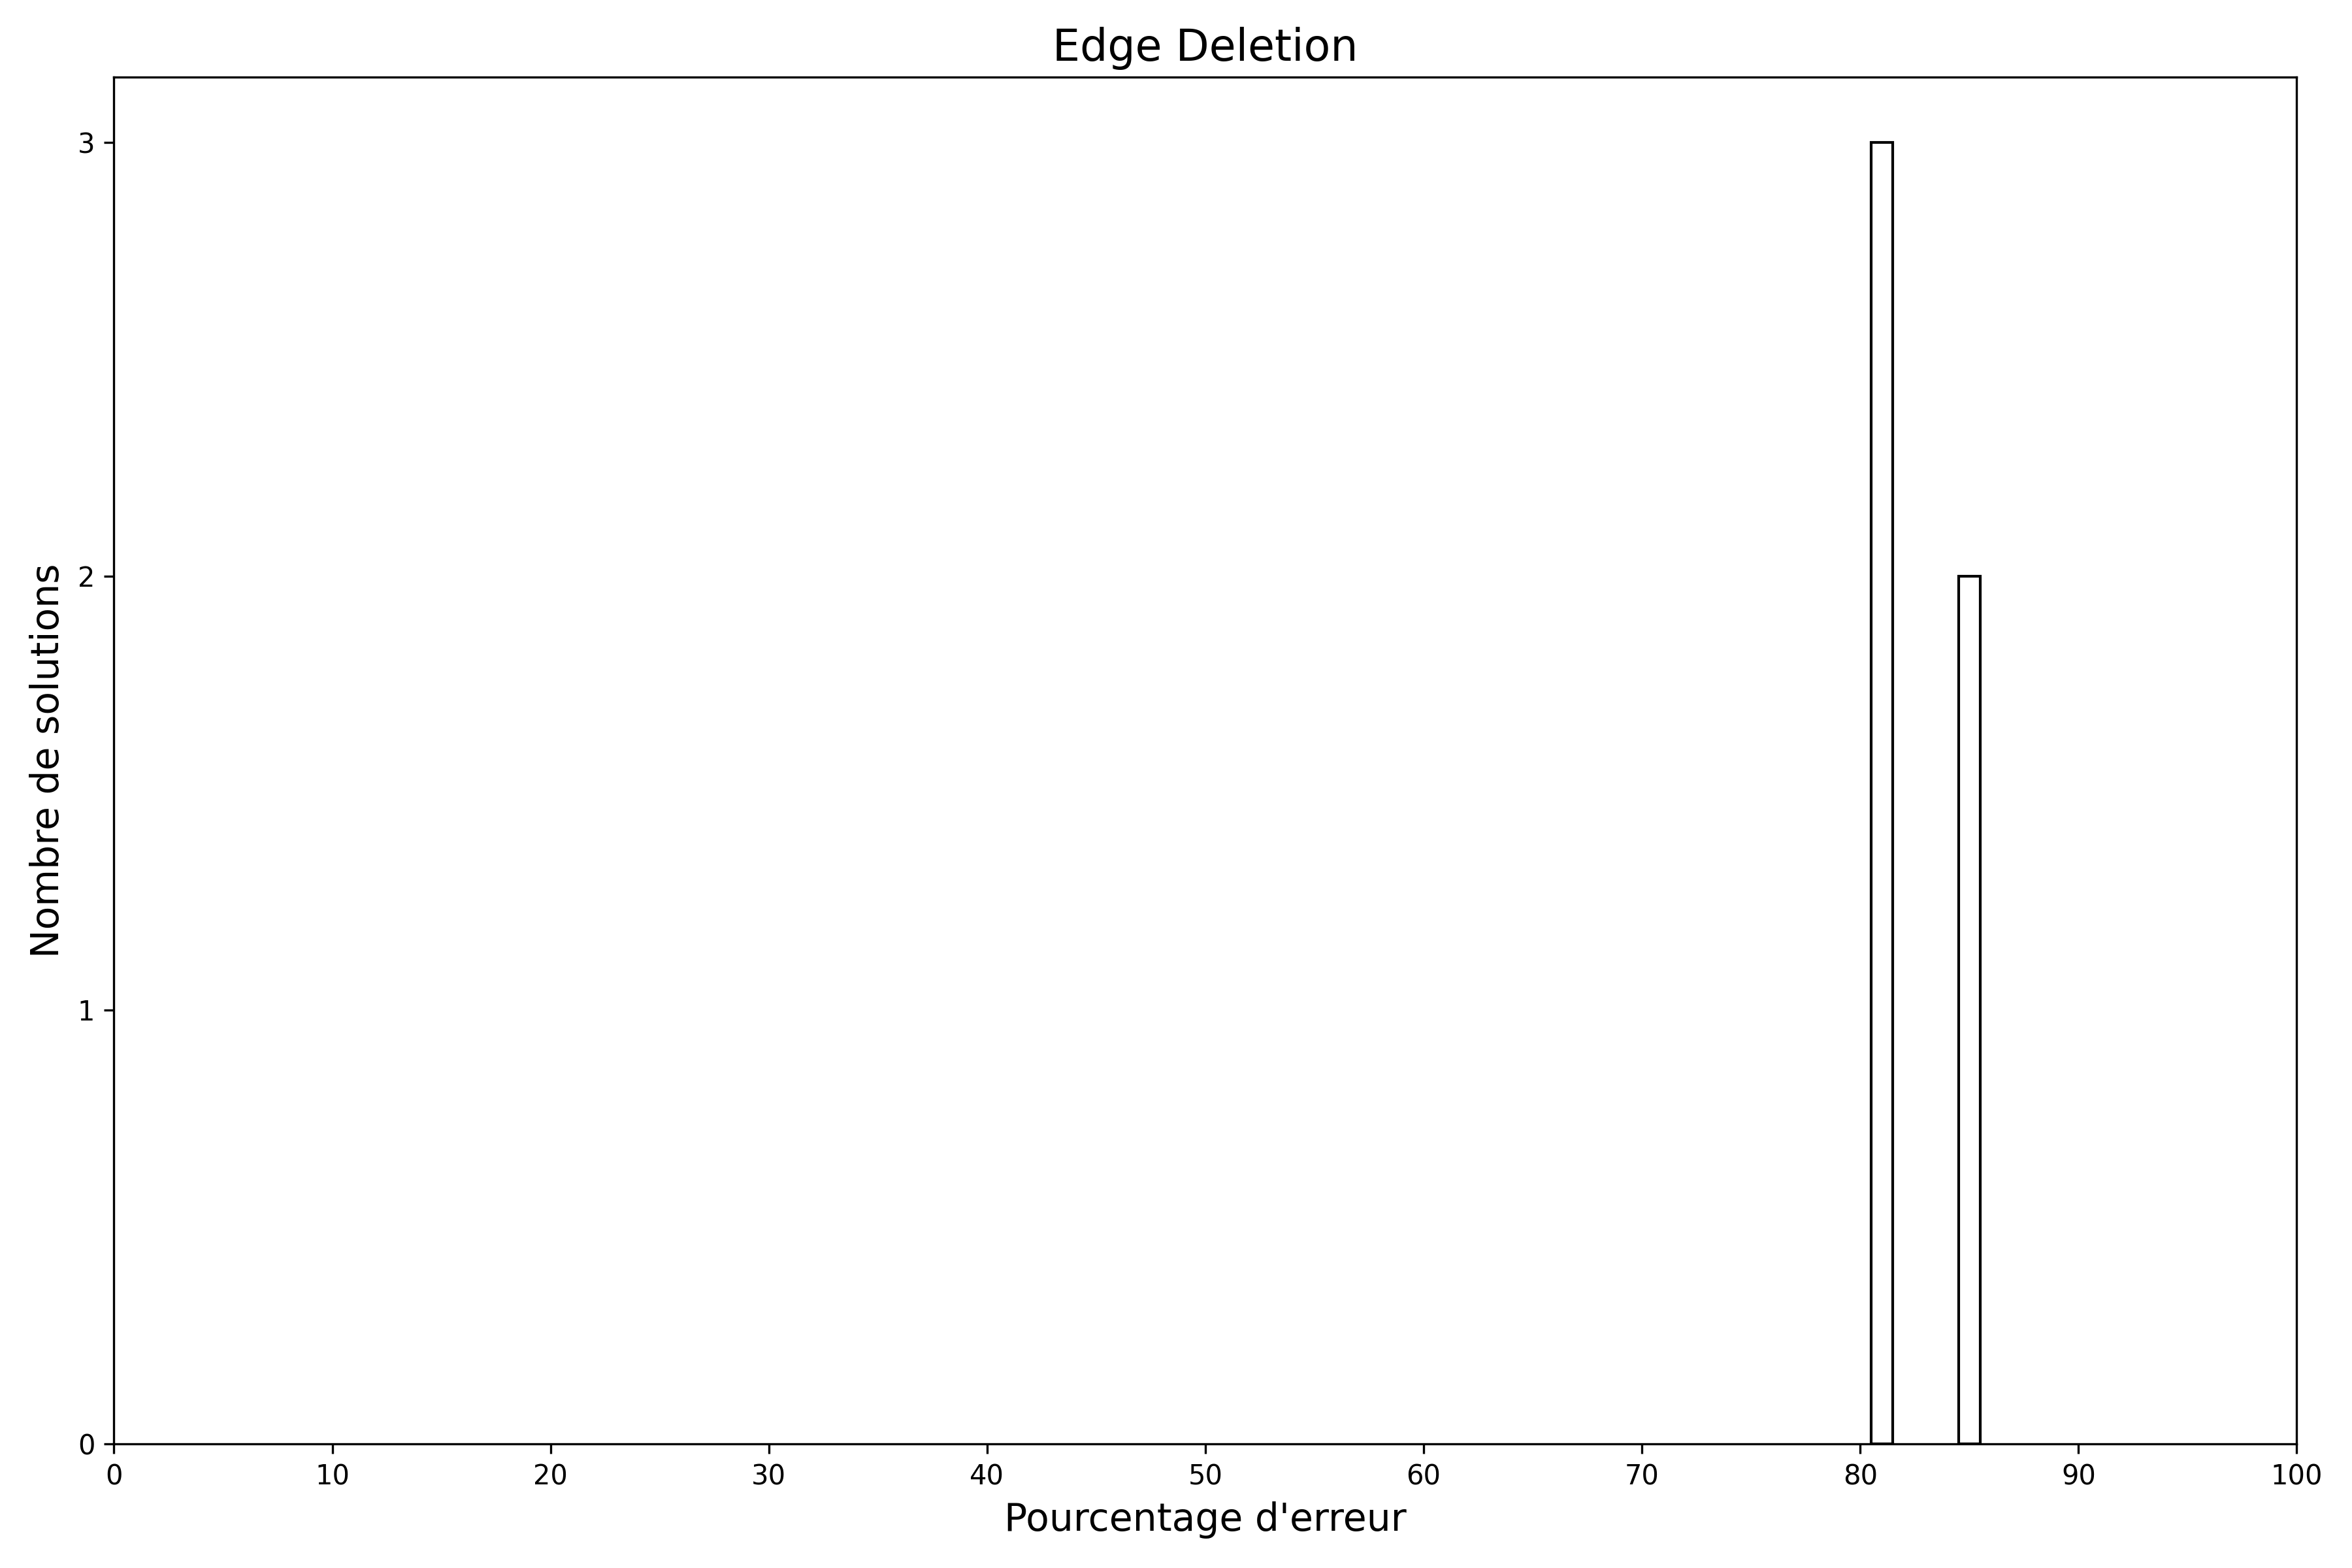 Edge Deletion
3
2
1
0
Nombre de solutions
0 10 20 30 40 50 60 70 80 90 100
Pourcentage d'erreur